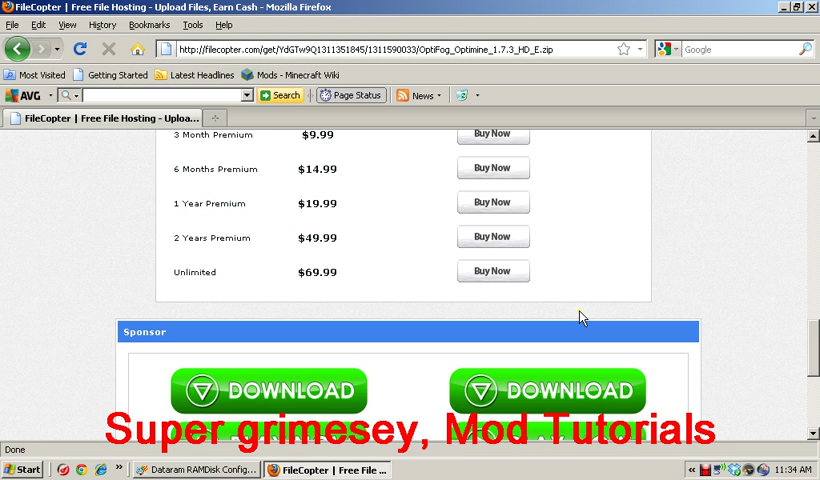 FileCopter | Free File Hosting - Upload Files, Earn Cash - Mozilla Firefox
File Edit View History Bookmarks Tools Help
http://filecopter.com/get/YdGTw9Q1311351845/1311590033/OptiFog_Optimine_1.7.3_HD_E.zip
Google
Most Visited Getting Started Latest Headlines Mods - Minecraft Wiki
AVG Search Page Status News
FileCopter | Free File Hosting - Uploa...
3 Month Premium $9.99 Buy Now
6 Months Premium $14.99 Buy Now
1 Year Premium $19.99 Buy Now
2 Years Premium $49.99 Buy Now
Unlimited $69.99 Buy Now
Sponsor
DOWNLOAD DOWNLOAD
Super grimesey, Mod Tutorials
Done
Start Dataram RAMDisk Config... FileCopter | Free File ... 11:34 AM